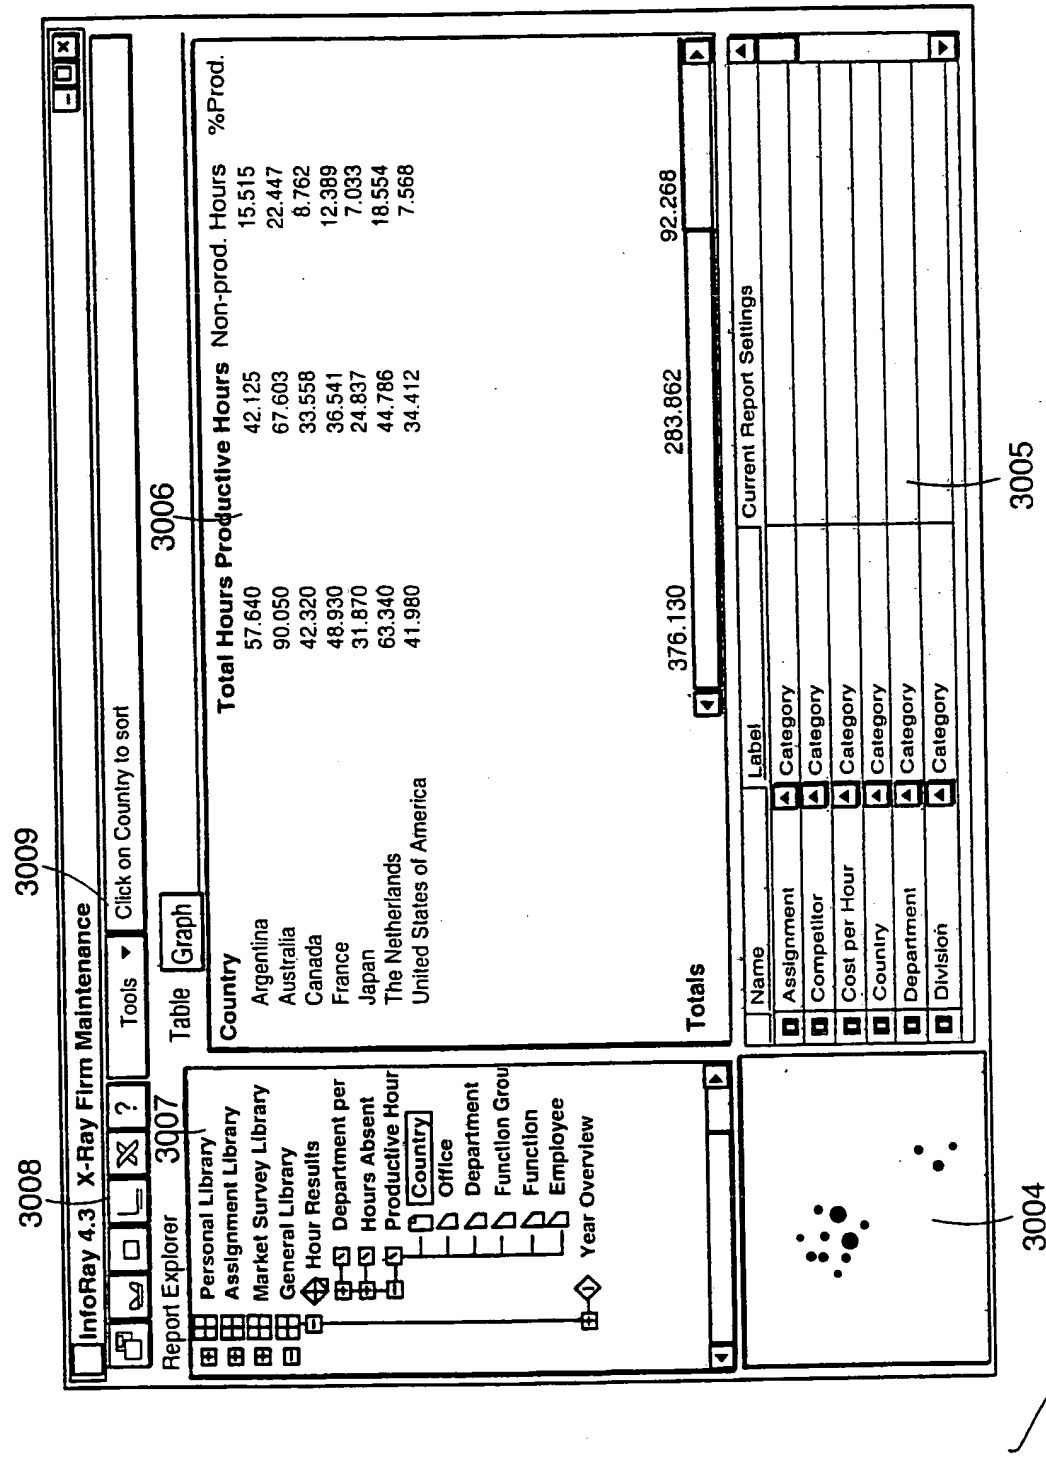 InfoRay 4.3 X-Ray Firm Maintenance
3008
3009
? Tools Click on Country to sort
Report Explorer
3007
Table Graph
3006
Personal Library
Assignment Library
Market Survey Library
General Library
Hour Results
Department per
Hours Absent
Productive Hour
Country
Office
Department
Function Grou
Function
Employee
Year Overview
Country Total Hours Productive Hours Non-prod. Hours %Prod.
Argentina 57.640 42.125 15.515
Australia 90.050 67.603 22.447
Canada 42.320 33.558 8.762
France 48.930 36.541 12.389
Japan 31.870 24.837 7.033
The Netherlands 63.340 44.786 18.554
United States of America 41.980 34.412 7.568
Totals 376.130 283.862 92.268
Name Label Current Report Settings
Assignment Category
Competitor Category
Cost per Hour Category
Country Category
Department Category
Division Category
3004
3005